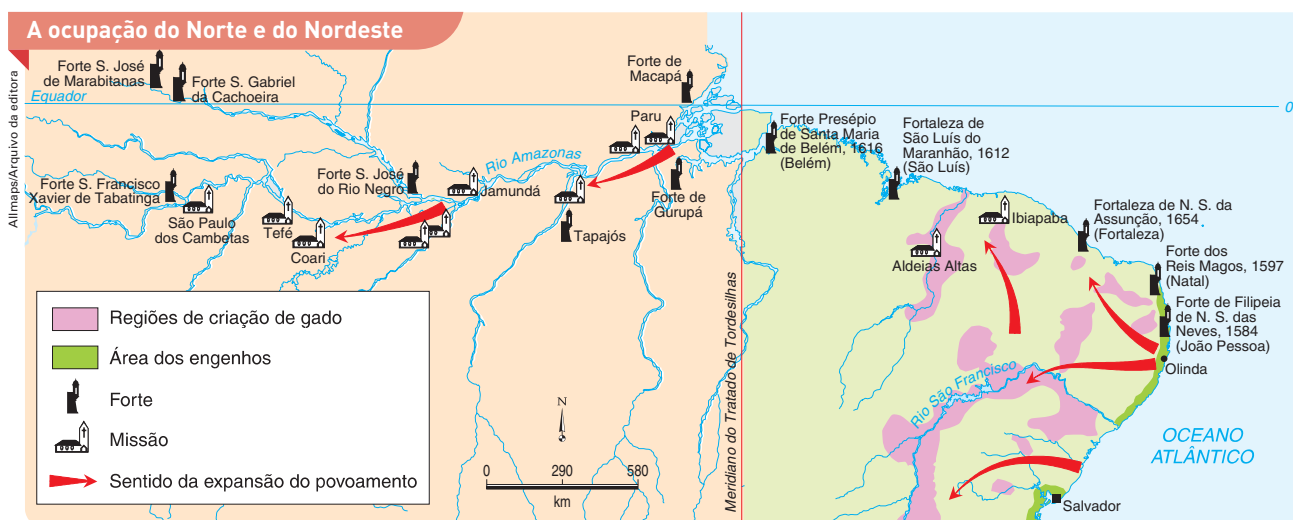 A ocupação do Norte e do Nordeste
Allmaps/Arquivo da editora
Forte S. José
de Marabitanas
Forte S. Gabriel
da Cachoeira
Equador
0
Forte de
Macapá
Paru
Rio Amazonas
Forte Presépio
de Santa Maria
de Belém, 1616
(Belém)
Fortaleza de
São Luís do
Maranhão, 1612
(São Luís)
Forte S. Francisco
Xavier de Tabatinga
São Paulo
dos Cambetas
Tefé
Coari
Forte S. José
do Rio Negro
Jamundá
Tapajós
Forte de
Gurupá
Ibiapaba
Aldeias Altas
Fortaleza de N. S. da
Assunção, 1654
(Fortaleza)
Forte dos
Reis Magos, 1597
(Natal)
Forte de Filipeia
de N. S. das
Neves, 1584
(João Pessoa)
Olinda
Meridiano do Tratado de Tordesilhas
Rio São Francisco
OCEANO
ATLÂNTICO
Salvador
Regiões de criação de gado
Área dos engenhos
Forte
Missão
Sentido da expansão do povoamento
N
0 290 580
km